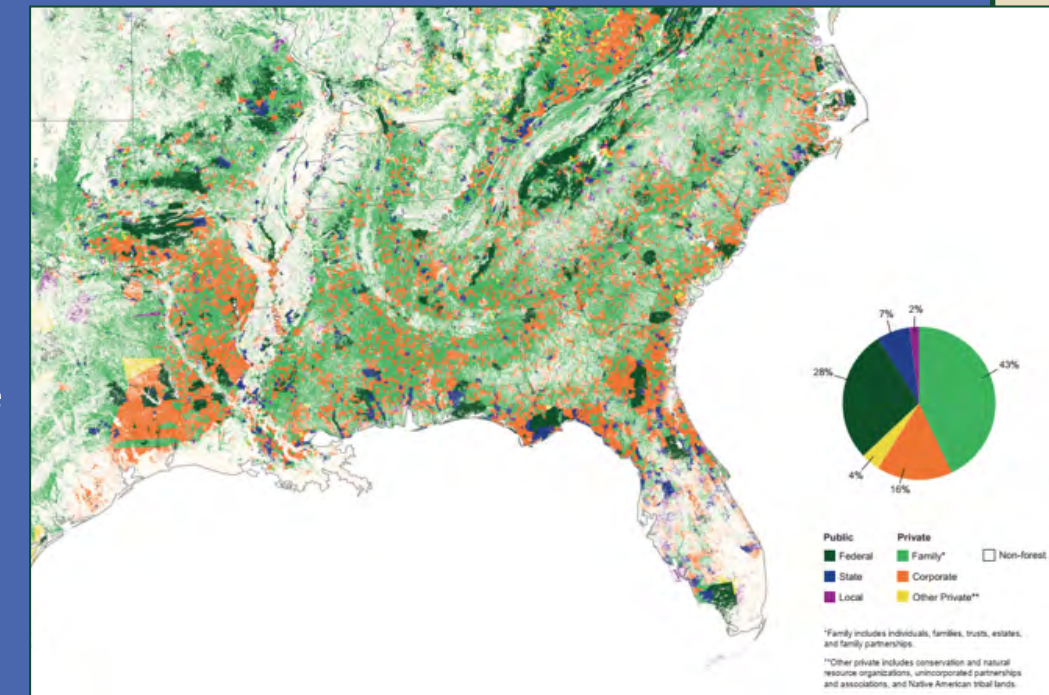 7%
2%
28%
43%
4%
16%
Public Private
Federal Family* Non-forest
State Corporate
Local Other Private**
*Family includes individuals, families, trusts, estates,
and family partnerships.
**Other private includes conservation and natural
resource organizations, unincorporated partnerships
and associations, and Native American tribal lands.